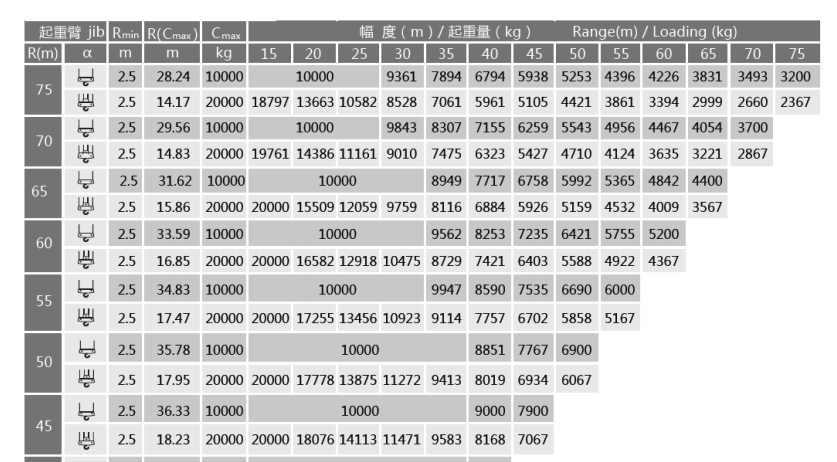 起重臂 jib Rmin R(Cmax) Cmax 幅 度 ( m ) / 起重量 ( kg ) Range(m) / Loading (kg)
R(m) α m m kg 15 20 25 30 35 40 45 50 55 60 65 70 75
75 2.5 28.24 10000 10000 9361 7894 6794 5938 5253 4396 4226 3831 3493 3200
2.5 14.17 20000 18797 13663 10582 8528 7061 5961 5105 4421 3861 3394 2999 2660 2367
70 2.5 29.56 10000 10000 9843 8307 7155 6259 5543 4956 4467 4054 3700
2.5 14.83 20000 19761 14386 11161 9010 7475 6323 5427 4710 4124 3635 3221 2867
65 2.5 31.62 10000 10000 8949 7717 6758 5992 5365 4842 4400
2.5 15.86 20000 20000 15509 12059 9759 8116 6884 5926 5159 4532 4009 3567
60 2.5 33.59 10000 10000 9562 8253 7235 6421 5755 5200
2.5 16.85 20000 20000 16582 12918 10475 8729 7421 6403 5588 4922 4367
55 2.5 34.83 10000 10000 9947 8590 7535 6690 6000
2.5 17.47 20000 20000 17255 13456 10923 9114 7757 6702 5858 5167
50 2.5 35.78 10000 10000 8851 7767 6900
2.5 17.95 20000 20000 17778 13875 11272 9413 8019 6934 6067
45 2.5 36.33 10000 10000 9000 7900
2.5 18.23 20000 20000 18076 14113 11471 9583 8168 7067